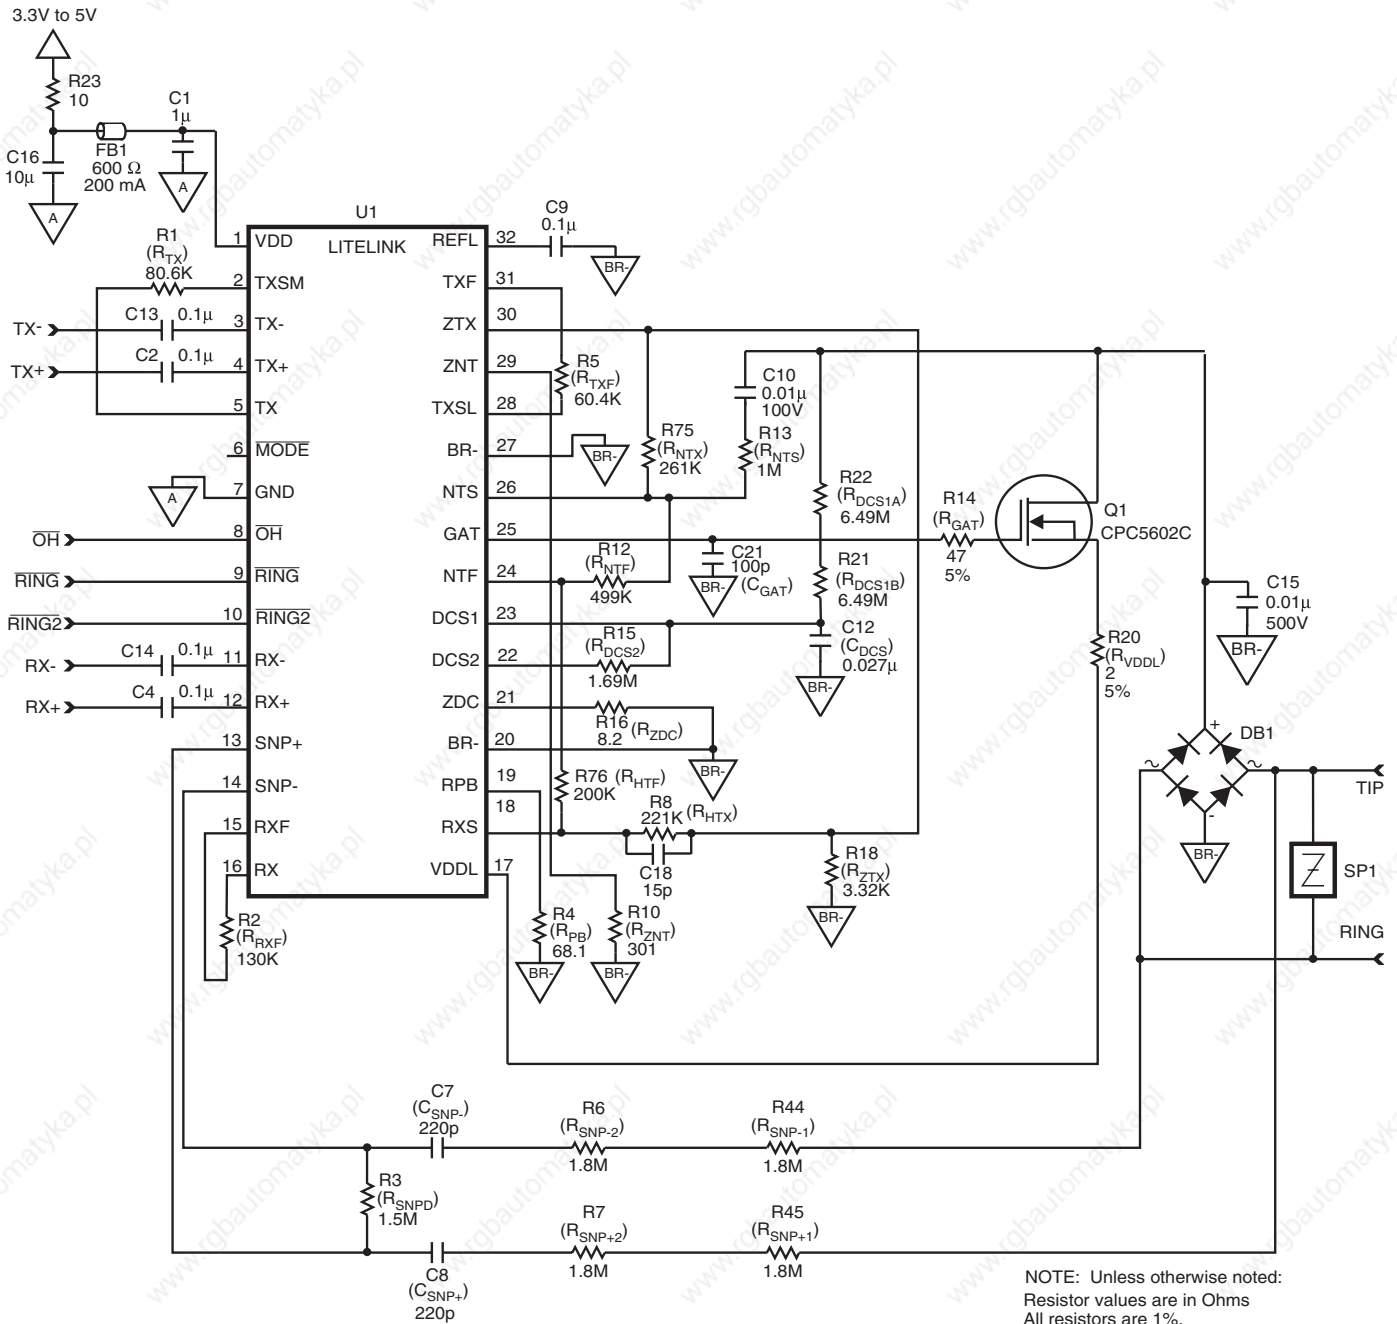 3.3V to 5V
R23
10
C16
10µ
FB1
600 Ω
200 mA
C1
1µ
A
A
U1
LITELINK
R1
(RTX)
80.6K
TX-
C13
0.1µ
TX+
C2
0.1µ
A
OH
RING
RING2
RX-
C14
0.1µ
RX+
C4
0.1µ
1 VDD
2 TXSM
3 TX-
4 TX+
5 TX
6 MODE
7 GND
8 OH
9 RING
10 RING2
11 RX-
12 RX+
13 SNP+
14 SNP-
15 RXF
16 RX
REFL 32
TXF 31
ZTX 30
ZNT 29
TXSL 28
BR- 27
NTS 26
GAT 25
NTF 24
DCS1 23
DCS2 22
ZDC 21
BR- 20
RPB 19
RXS 18
VDDL 17
R2
(RRXF)
130K
C9
0.1µ
BR-
R5
(RTXF)
60.4K
BR-
R75
(RNTX)
261K
C10
0.01µ
100V
R13
(RNTS)
1M
R22
(RDCS1A)
6.49M
R21
(RDCS1B)
6.49M
R12
(RNTF)
499K
C21
100p
(CGAT)
BR-
R14
(RGAT)
47
5%
Q1
CPC5602C
R15
(RDCS2)
1.69M
C12
(CDCS)
0.027µ
BR-
R16
(RZDC)
8.2
BR-
R76
(RHTF)
200K
R8
221K
(RHTX)
C18
15p
R18
(RZTX)
3.32K
BR-
R4
(RPB)
68.1
BR-
R10
(RZNT)
301
BR-
R20
(RVDDL)
2
5%
C15
0.01µ
500V
BR-
DB1
+
~
~
-
BR-
TIP
SP1
RING
C7
(CSNP-)
220p
R6
(RSNP-2)
1.8M
R44
(RSNP-1)
1.8M
R3
(RSNPD)
1.5M
C8
(CSNP+)
220p
R7
(RSNP+2)
1.8M
R45
(RSNP+1)
1.8M
NOTE: Unless otherwise noted:
Resistor values are in Ohms
All resistors are 1%.
www.rgbautomatyka.pl